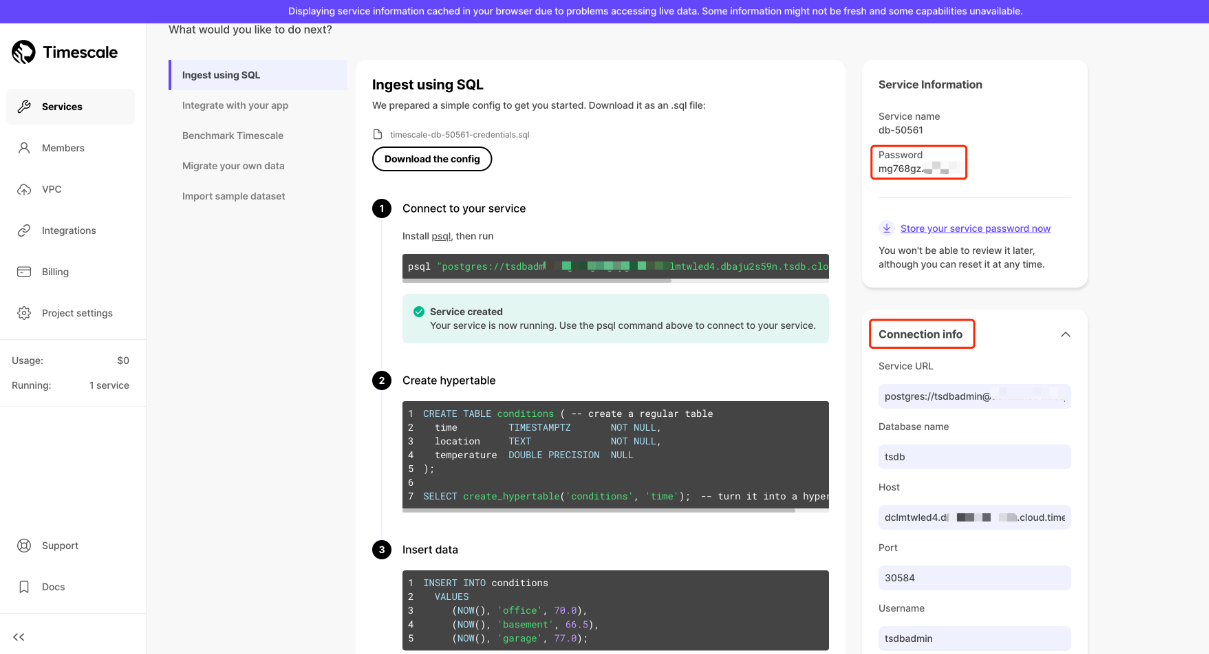 Displaying service information cached in your browser due to problems accessing live data. Some information might not be fresh and some capabilities unavailable.
Timescale
Services
Members
VPC
Integrations
Billing
Project settings
Usage: $0
Running: 1 service
Support
Docs
What would you like to do next?
Ingest using SQL
Integrate with your app
Benchmark Timescale
Migrate your own data
Import sample dataset
Ingest using SQL
We prepared a simple config to get you started. Download it as an .sql file:
timescale-db-50561-credentials.sql
Download the config
1 Connect to your service
Install psql, then run
psql "postgres://tsdbadm lmtwled4.dbaju2s59n.tsdb.clo
Service created
Your service is now running. Use the psql command above to connect to your service.
2 Create hypertable
1 CREATE TABLE conditions ( -- create a regular table
2 time TIMESTAMPTZ NOT NULL,
3 location TEXT NOT NULL,
4 temperature DOUBLE PRECISION NULL
5 );
6
7 SELECT create_hypertable('conditions', 'time'); -- turn it into a hyper
3 Insert data
1 INSERT INTO conditions
2 VALUES
3 (NOW(), 'office', 70.0),
4 (NOW(), 'basement', 66.5),
5 (NOW(), 'garage', 77.0);
Service Information
Service name
db-50561
Password
mg768gz.
Store your service password now
You won't be able to review it later,
although you can reset it at any time.
Connection info
Service URL
postgres://tsdbadmin@
Database name
tsdb
Host
dclmtwled4.d .cloud.time
Port
30584
Username
tsdbadmin